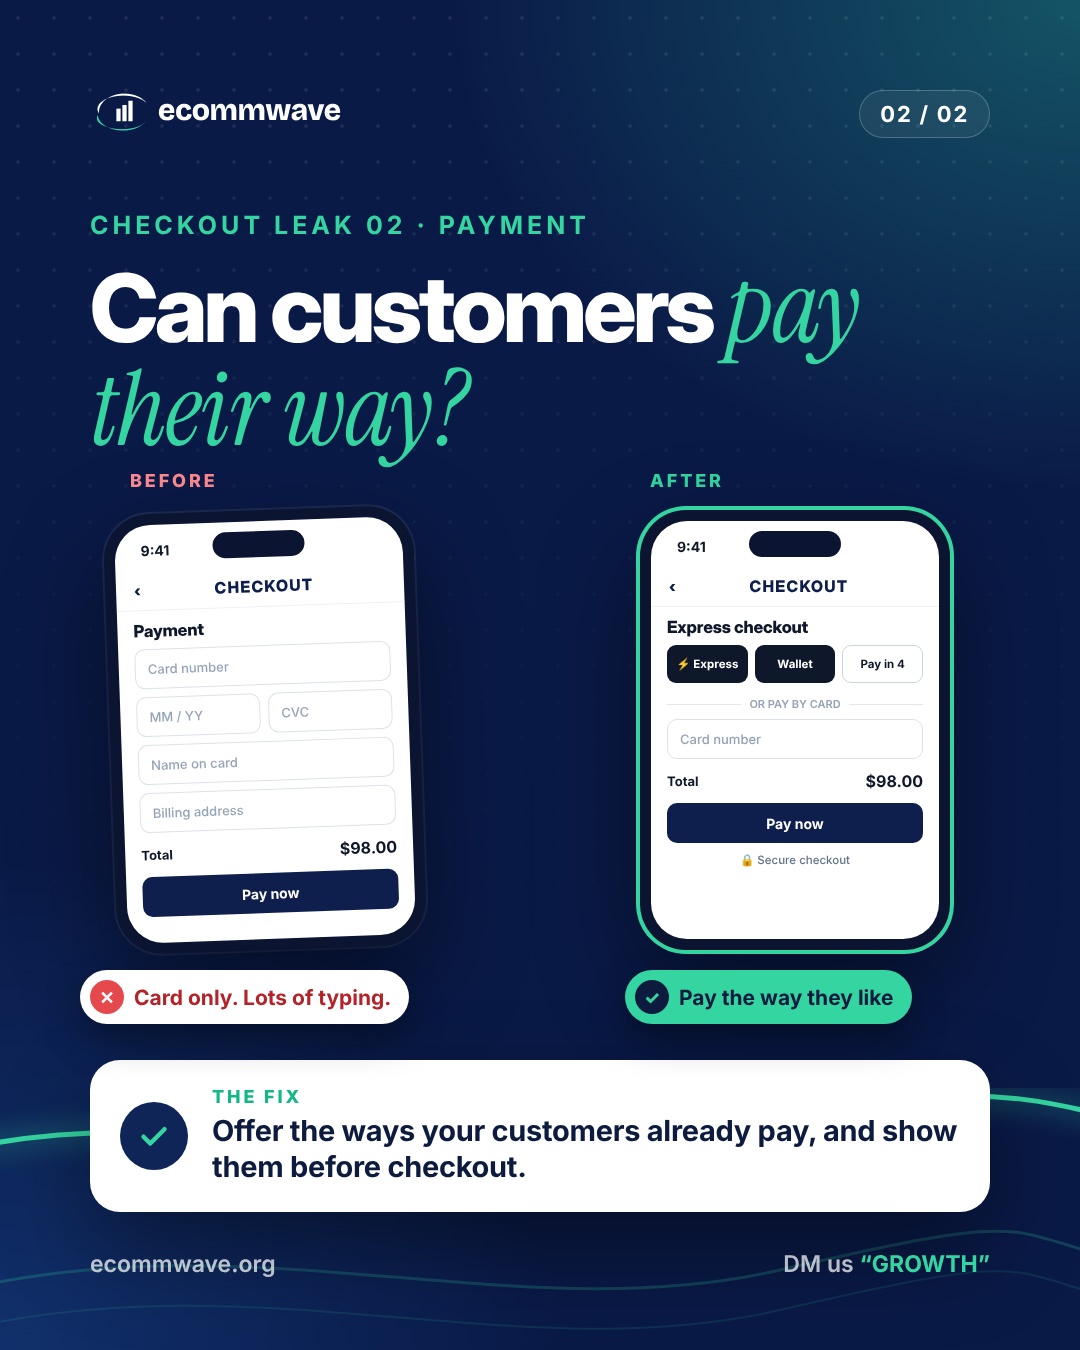 ecommwave
02 / 02
CHECKOUT LEAK 02 · PAYMENT
Can customers pay
their way?
BEFORE
9:41
‹
CHECKOUT
Payment
Card number
MM / YY
CVC
Name on card
Billing address
Total
$98.00
Pay now
Card only. Lots of typing.
AFTER
9:41
‹
CHECKOUT
Express checkout
⚡ Express
Wallet
Pay in 4
OR PAY BY CARD
Card number
Total
$98.00
Pay now
🔒 Secure checkout
Pay the way they like
THE FIX
Offer the ways your customers already pay, and show
them before checkout.
ecommwave.org
DM us “GROWTH”